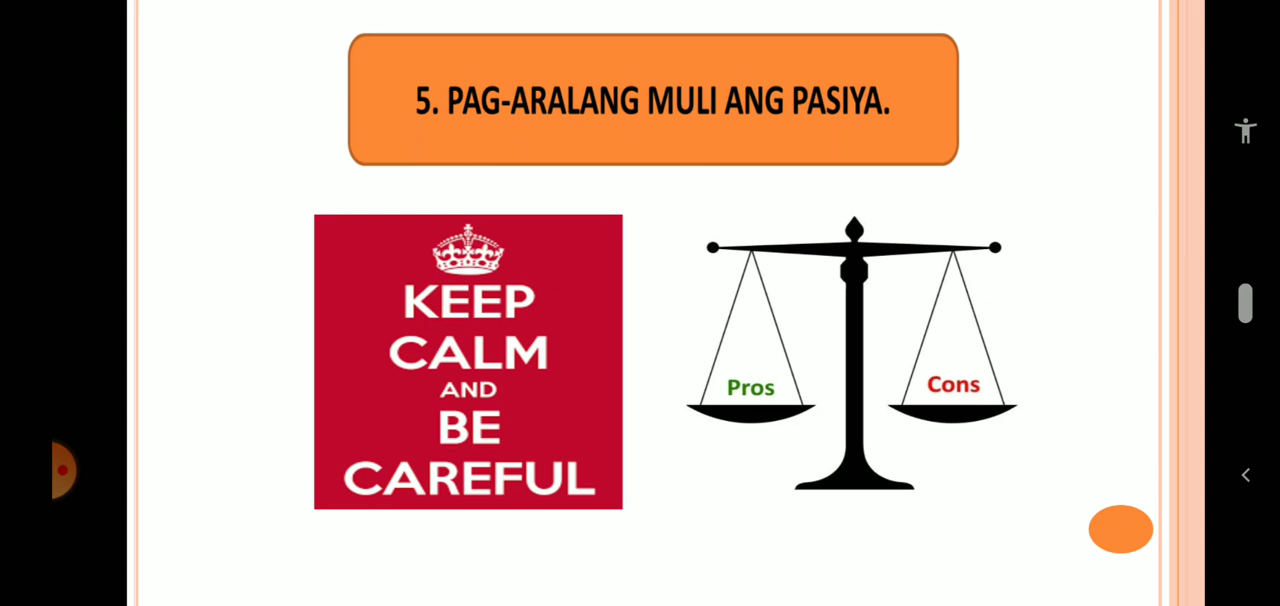 5. PAG-ARALANG MULI ANG PASIYA.
KEEP
CALM
AND
BE
CAREFUL
Pros
Cons